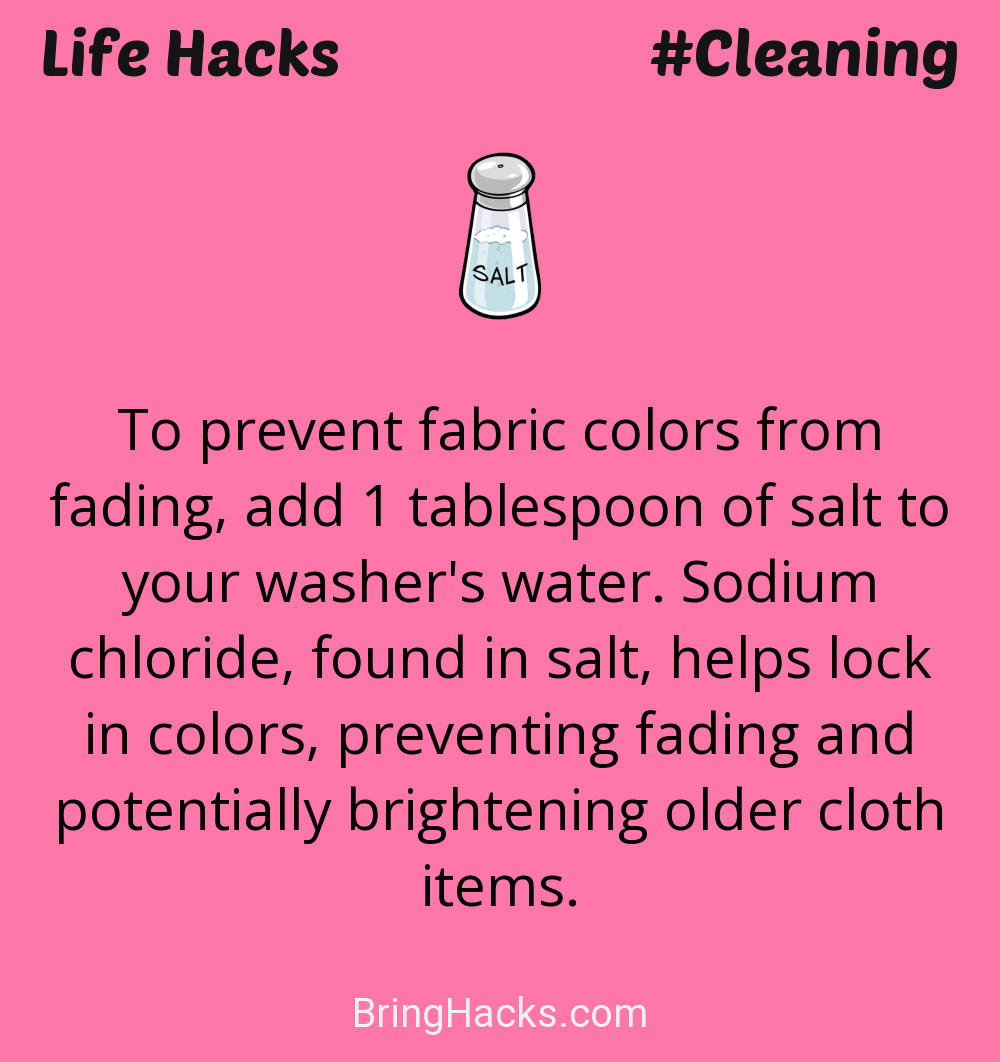 Life Hacks
#Cleaning
SALT
To prevent fabric colors from
fading, add 1 tablespoon of salt to
your washer's water. Sodium
chloride, found in salt, helps lock
in colors, preventing fading and
potentially brightening older cloth
items.
BringHacks.com